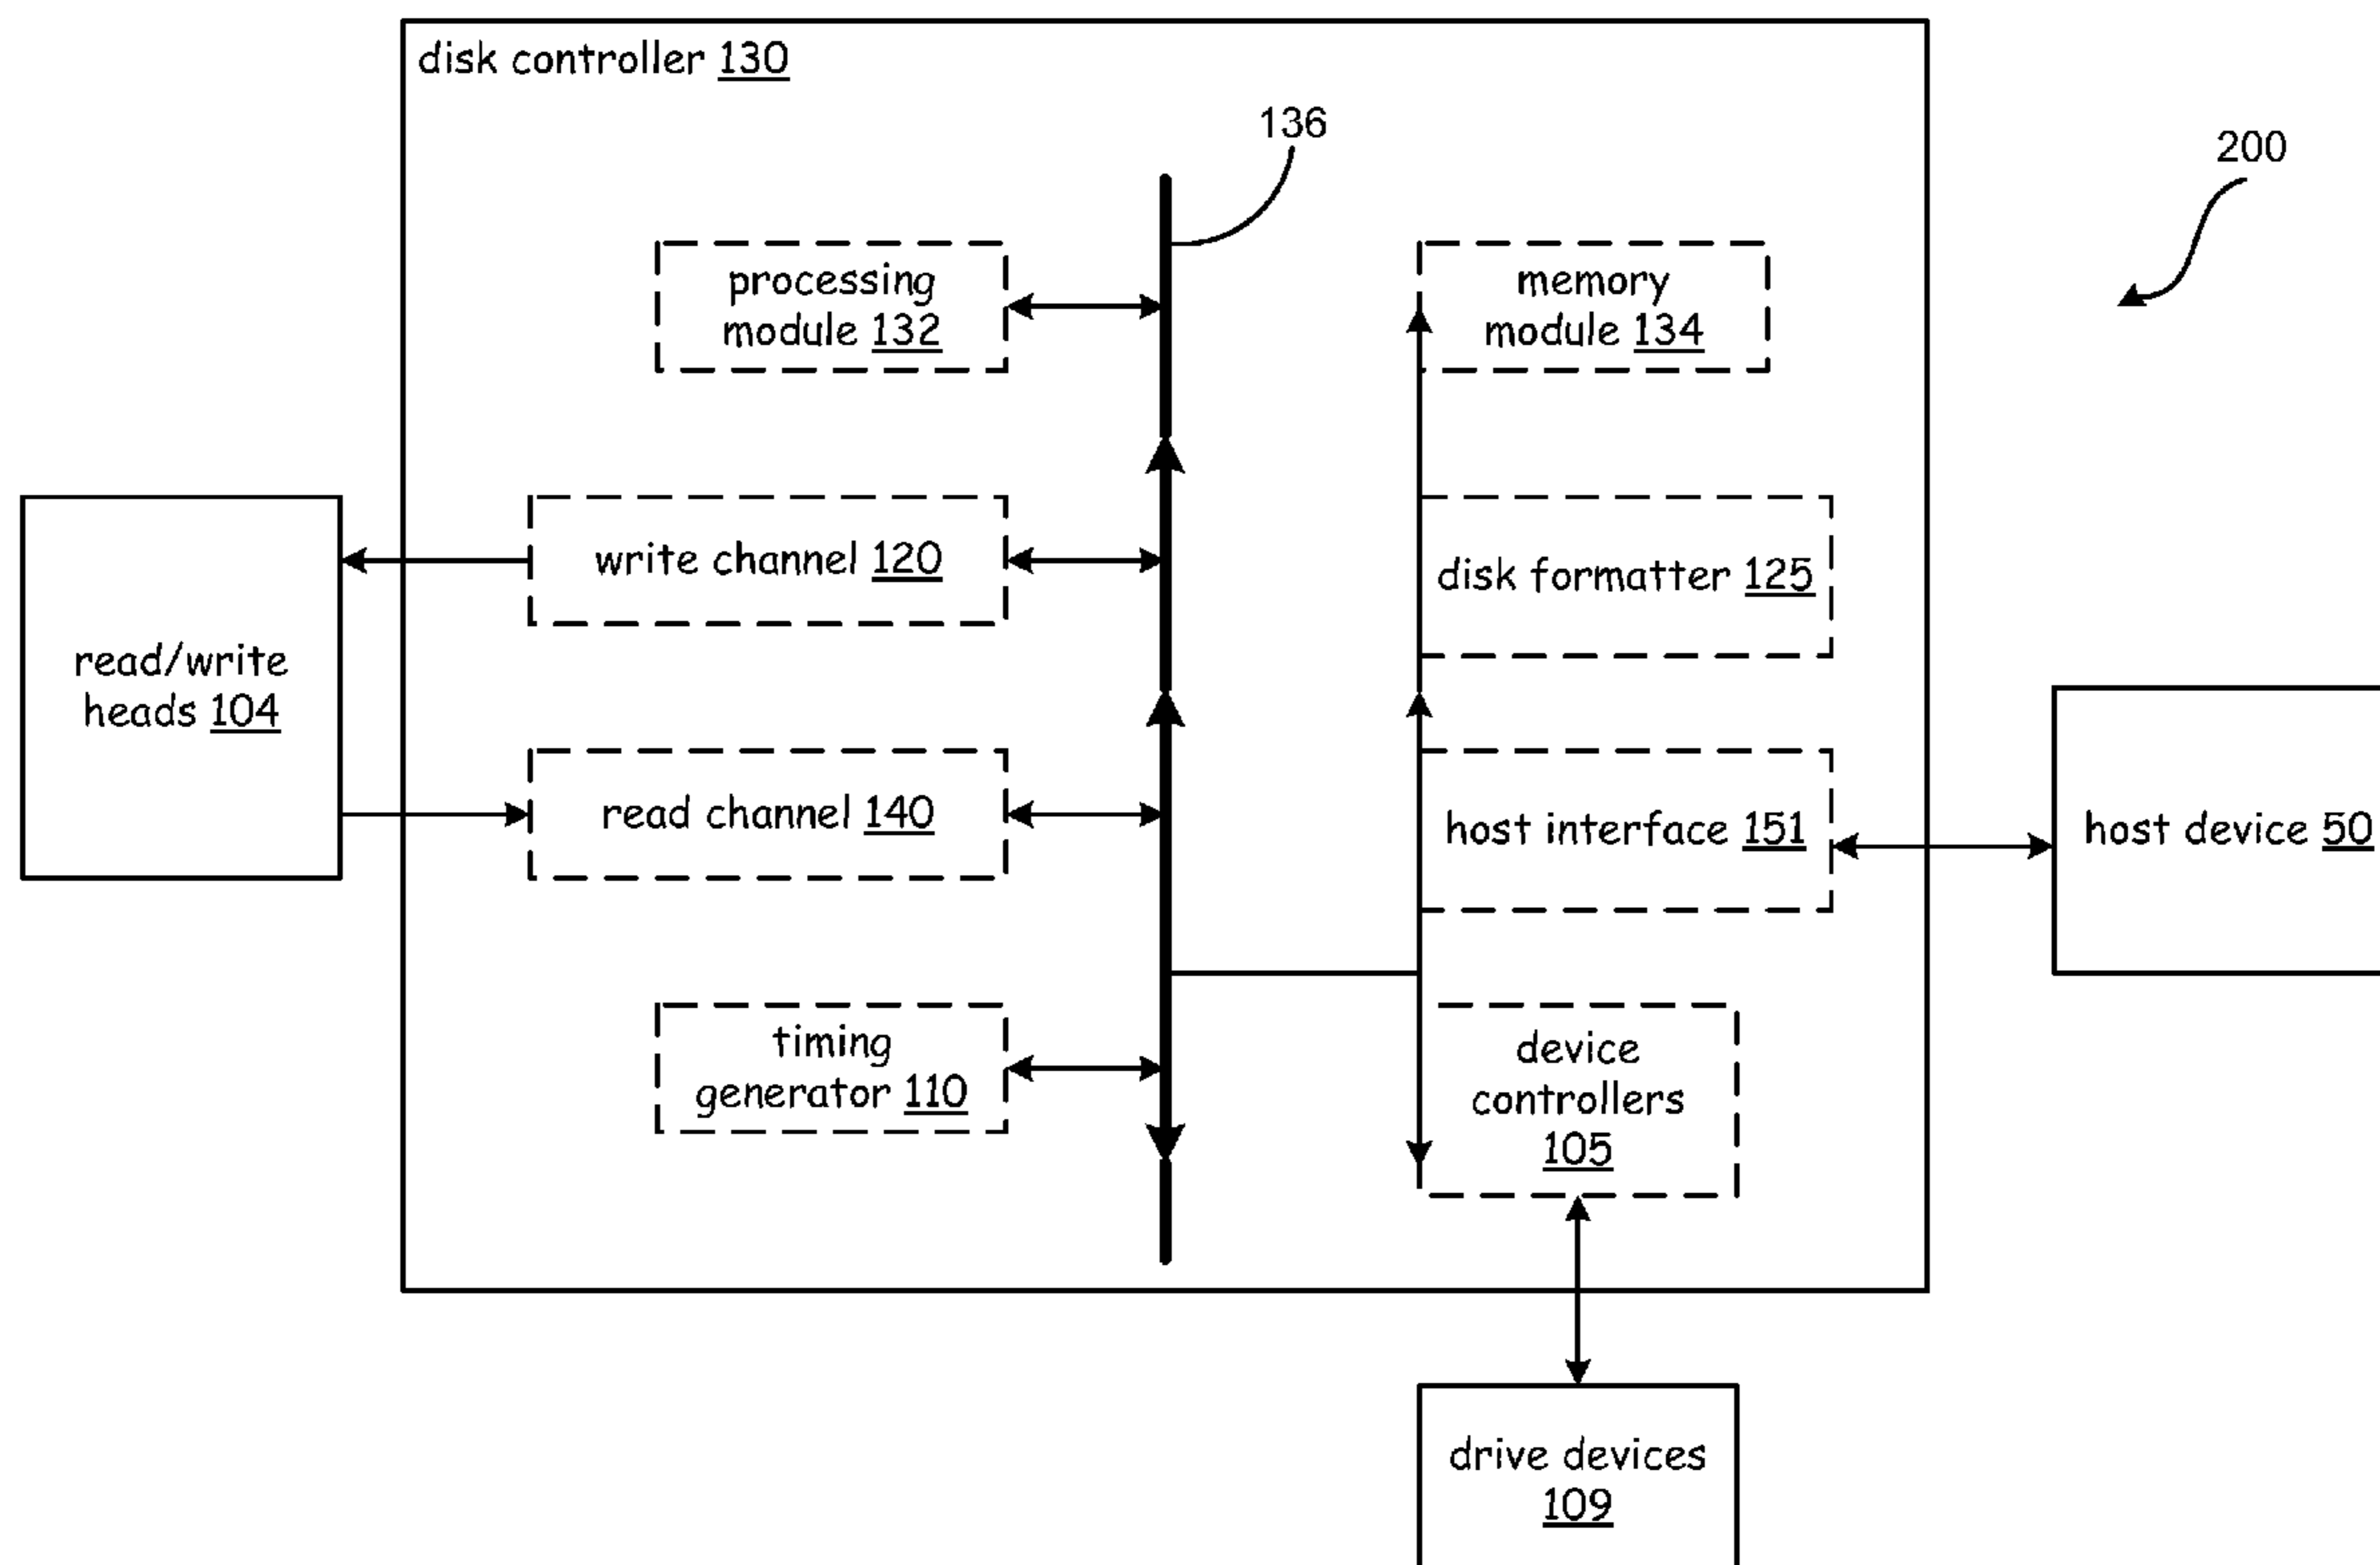 disk controller 130
136
200
processing
module 132
memory
module 134
write channel 120
disk formatter 125
read/write
heads 104
read channel 140
host interface 151
host device 50
timing
generator 110
device
controllers
105
drive devices
109